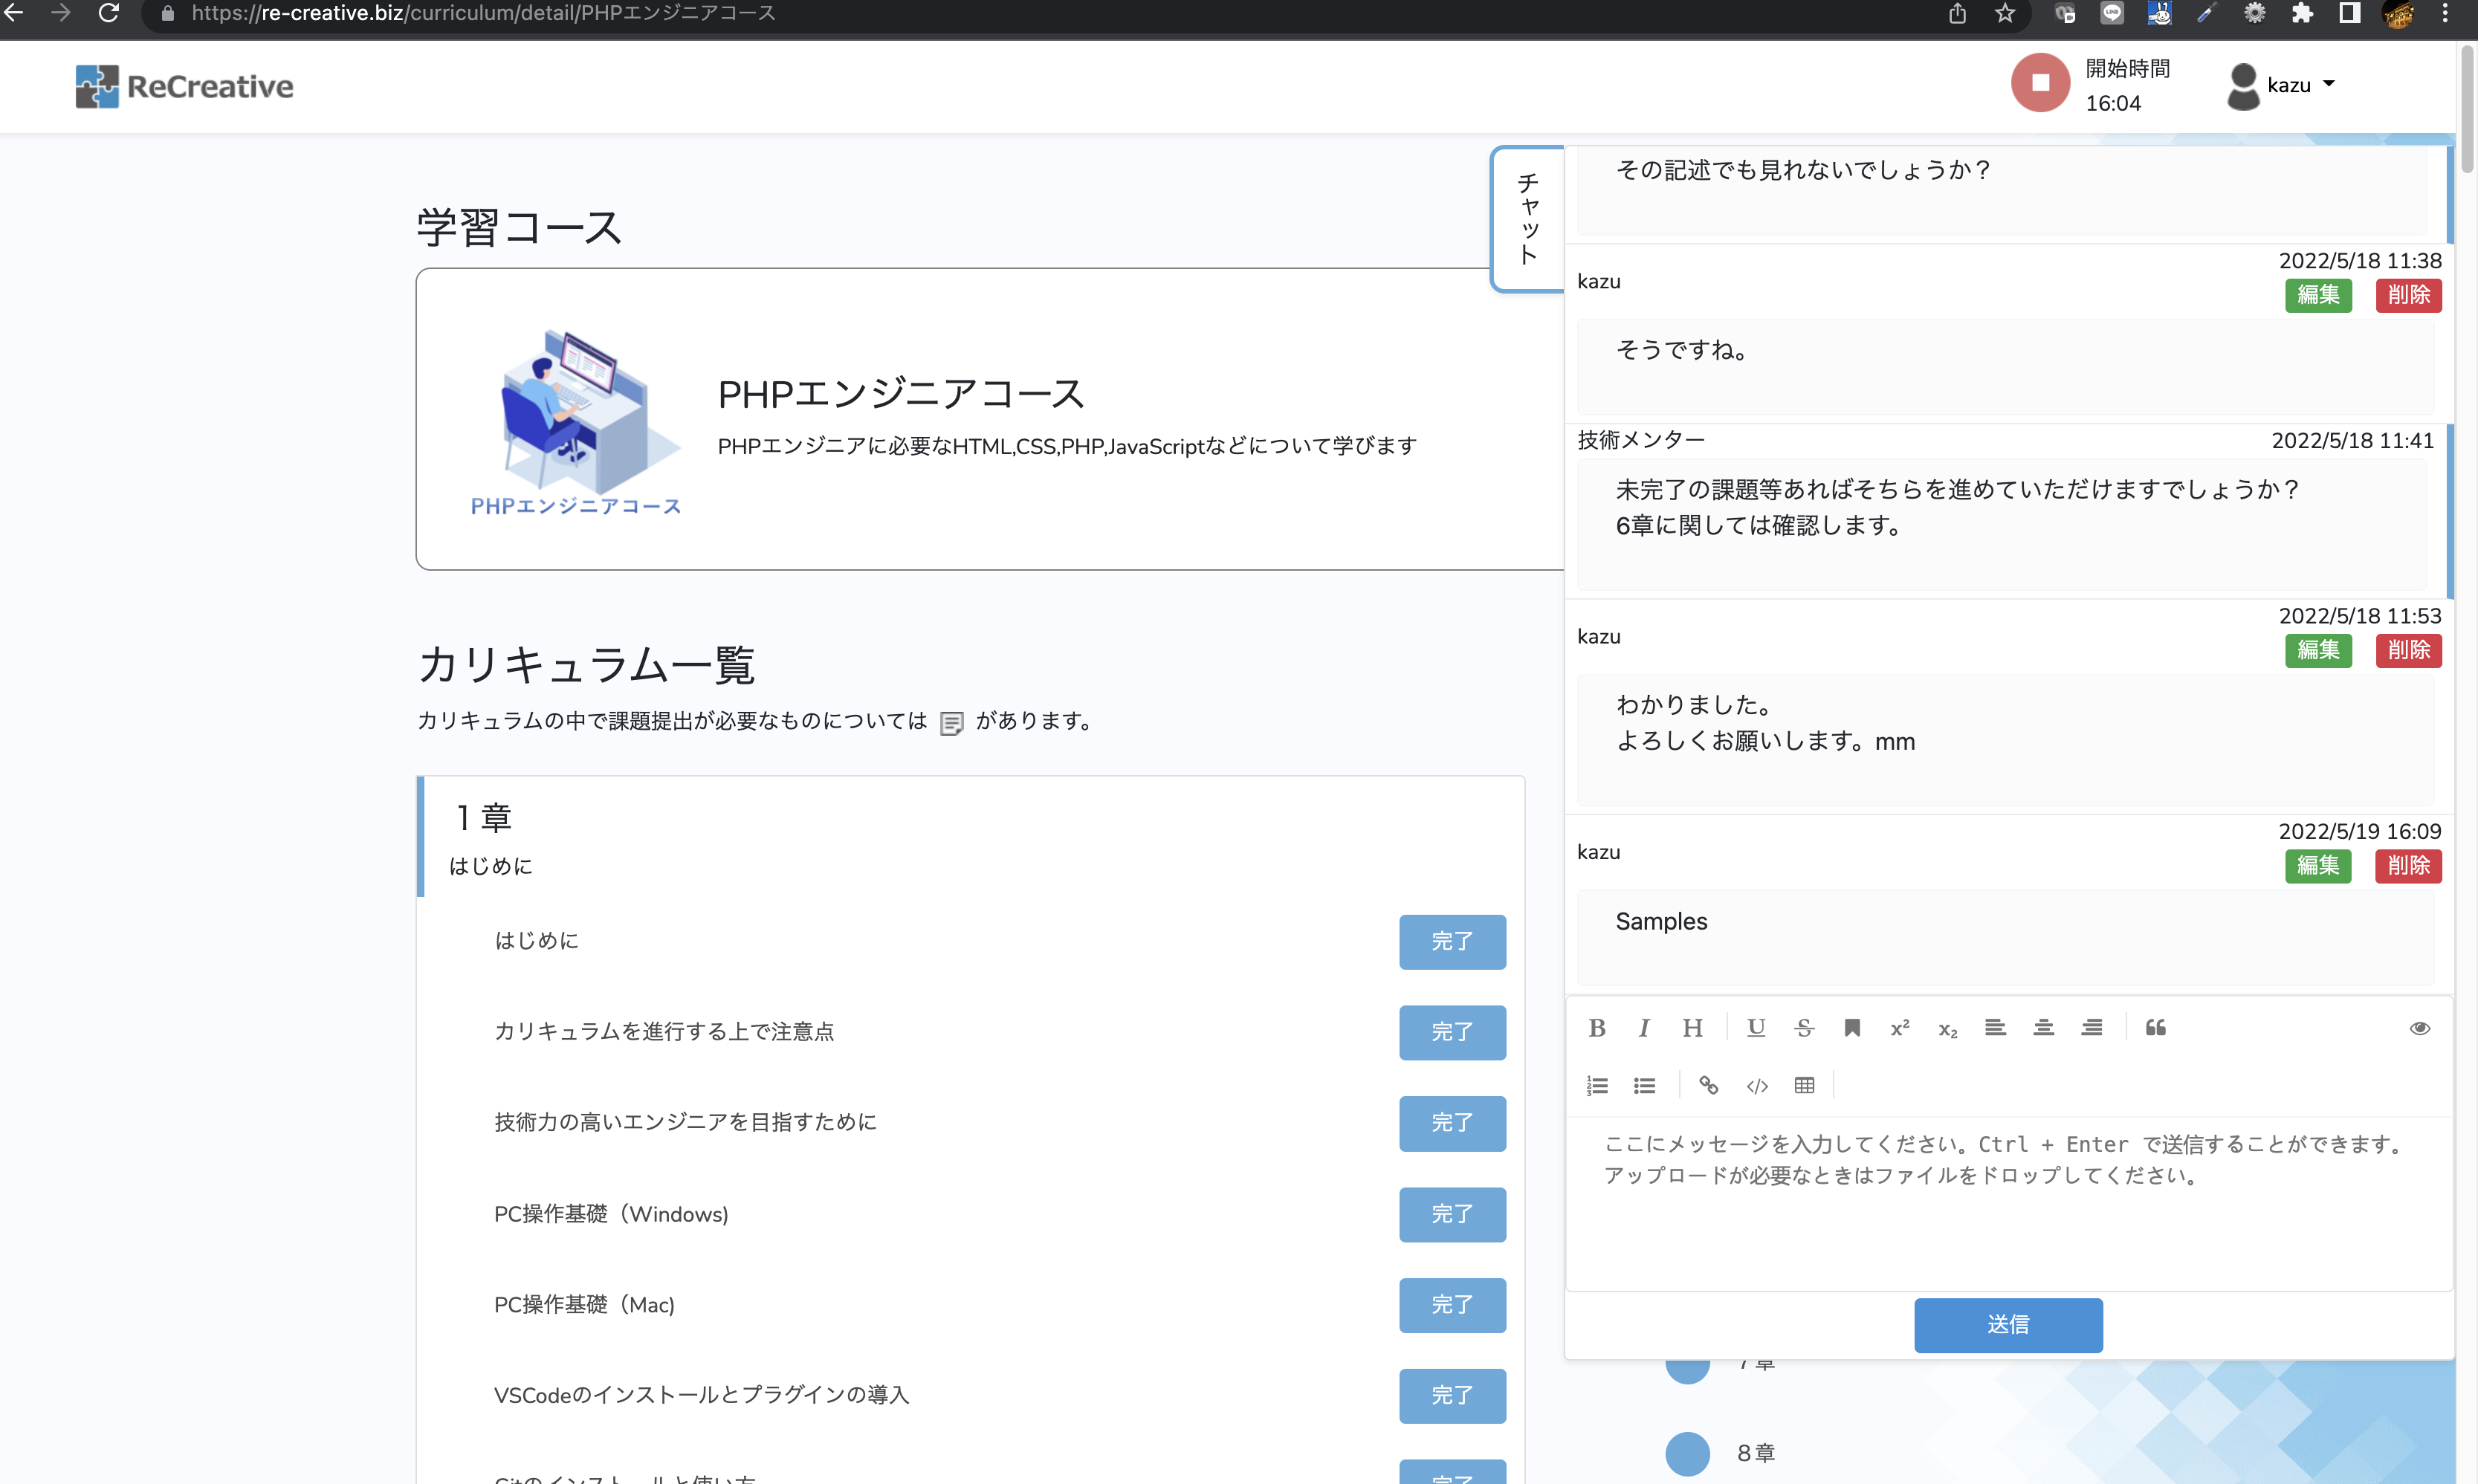 https://re-creative.biz/curriculum/detail/PHPエンジニアコース
ReCreative
開始時間
16:04
kazu
学習コース
PHPエンジニアコース
PHPエンジニアコース
PHPエンジニアに必要なHTML,CSS,PHP,JavaScriptなどについて学びます
カリキュラム一覧
カリキュラムの中で課題提出が必要なものについては があります。
1 章
はじめに
はじめに
完了
カリキュラムを進行する上で注意点
完了
技術力の高いエンジニアを目指すために
完了
PC操作基礎（Windows)
完了
PC操作基礎（Mac)
完了
VSCodeのインストールとプラグインの導入
完了
Gitのインストールと使い方
完了
チャット
その記述でも見れないでしょうか？
2022/5/18 11:38
kazu
編集 削除
そうですね。
技術メンター 2022/5/18 11:41
未完了の課題等あればそちらを進めていただけますでしょうか？
6章に関しては確認します。
2022/5/18 11:53
kazu
編集 削除
わかりました。
よろしくお願いします。mm
2022/5/19 16:09
kazu
編集 削除
Samples
B I H U S x² x₂
ここにメッセージを入力してください。Ctrl + Enter で送信することができます。
アップロードが必要なときはファイルをドロップしてください。
送信
7 章
8 章